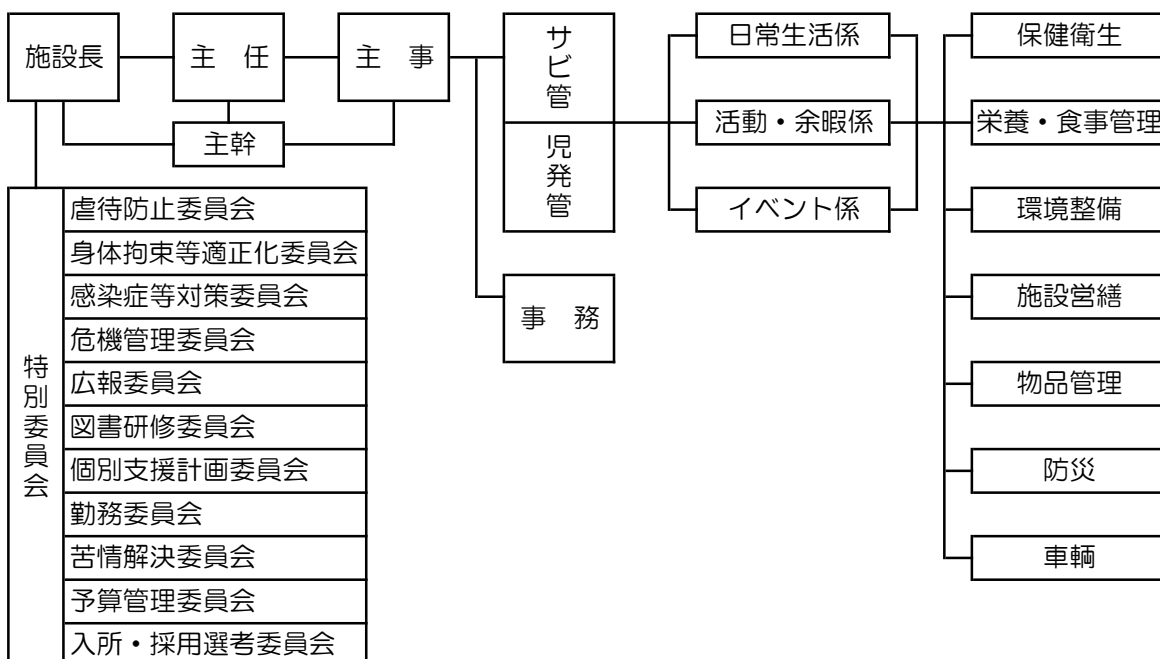 施設長
主　任
主　事
主幹
サビ管
児発管
事　務
日常生活係
活動・余暇係
イベント係
保健衛生
栄養・食事管理
環境整備
施設営繕
物品管理
防災
車輌
特別委員会
虐待防止委員会
身体拘束等適正化委員会
感染症等対策委員会
危機管理委員会
広報委員会
図書研修委員会
個別支援計画委員会
勤務委員会
苦情解決委員会
予算管理委員会
入所・採用選考委員会